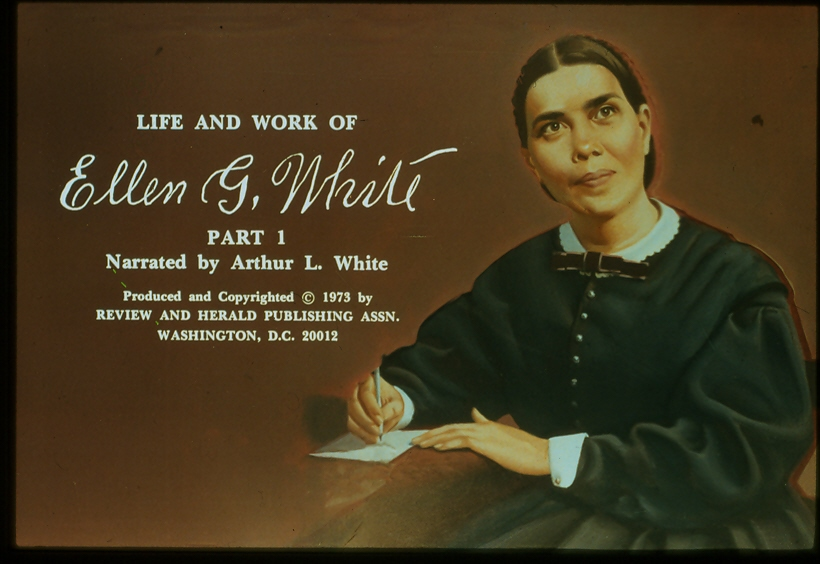 LIFE AND WORK OF
Ellen G. White
PART 1
Narrated by Arthur L. White
Produced and Copyrighted © 1973 by
REVIEW AND HERALD PUBLISHING ASSN.
WASHINGTON, D.C. 20012